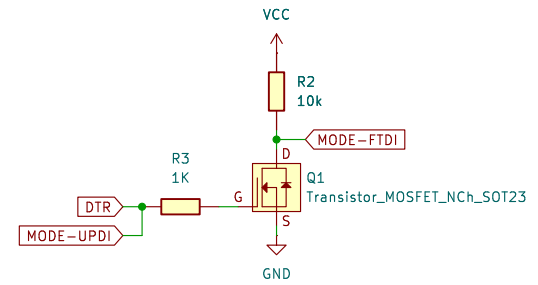 VCC
R2
10k
MODE-FTDI
D
R3
1K
Q1
G
Transistor_MOSFET_NCh_SOT23
DTR
S
MODE-UPDI
GND